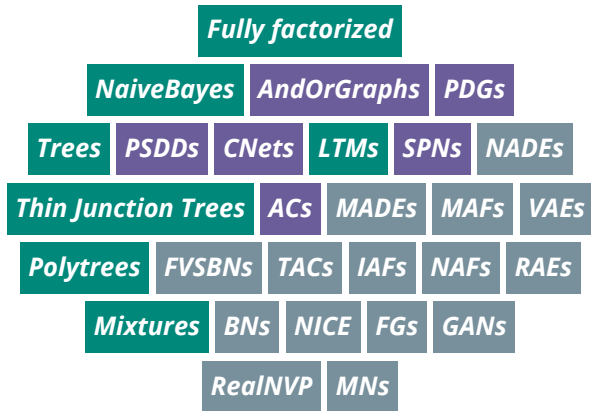 Fully factorized
NaiveBayes AndOrGraphs PDGs
Trees PSDDs CNets LTMs SPNs NADEs
Thin Junction Trees ACs MADEs MAFs VAEs
Polytrees FVSBNs TACs IAFs NAFs RAEs
Mixtures BNs NICE FGs GANs
RealNVP MNs